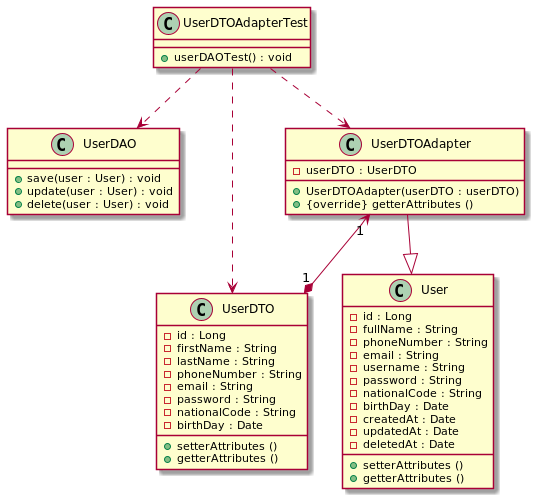 C UserDTOAdapterTest
userDAOTest() : void
C UserDAO
save(user : User) : void
update(user : User) : void
delete(user : User) : void
C UserDTOAdapter
userDTO : UserDTO
UserDTOAdapter(userDTO : userDTO)
{override} getterAttributes ()
1
1
C UserDTO
id : Long
firstName : String
lastName : String
phoneNumber : String
email : String
password : String
nationalCode : String
birthDay : Date
setterAttributes ()
getterAttributes ()
C User
id : Long
fullName : String
phoneNumber : String
email : String
username : String
password : String
nationalCode : String
birthDay : Date
createdAt : Date
updatedAt : Date
deletedAt : Date
setterAttributes ()
getterAttributes ()